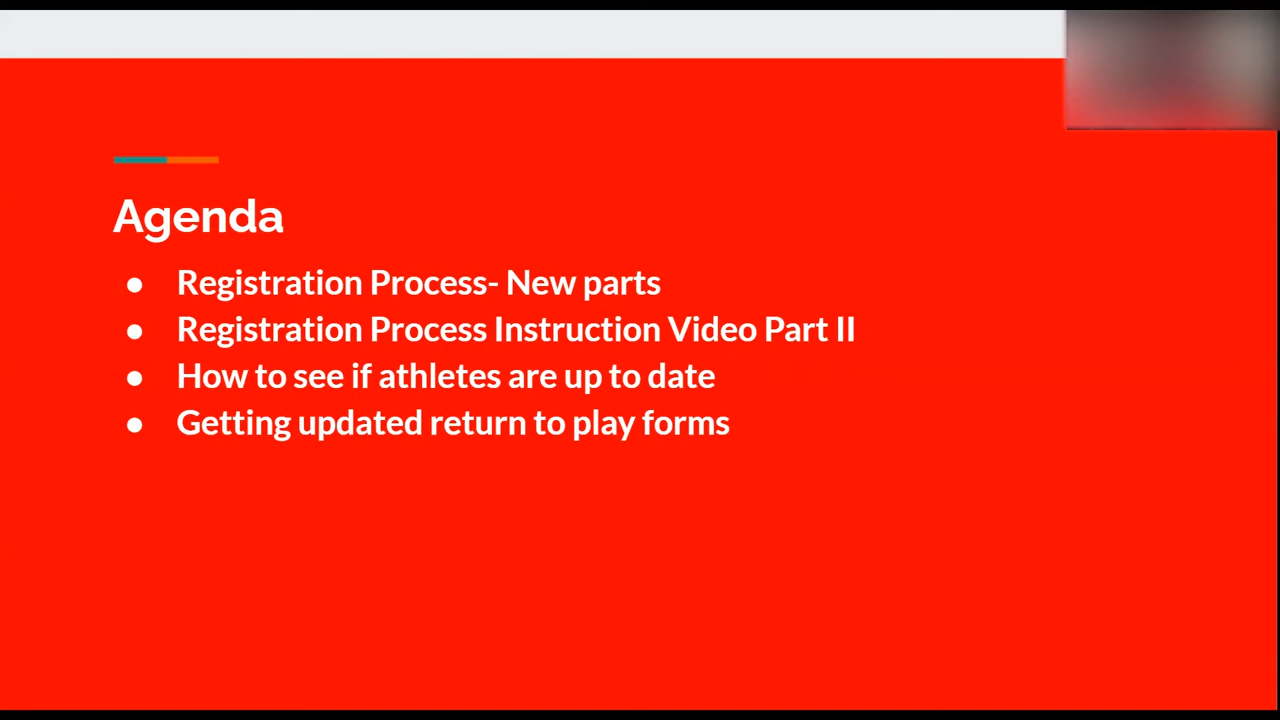 Agenda
● Registration Process- New parts
● Registration Process Instruction Video Part II
● How to see if athletes are up to date
● Getting updated return to play forms